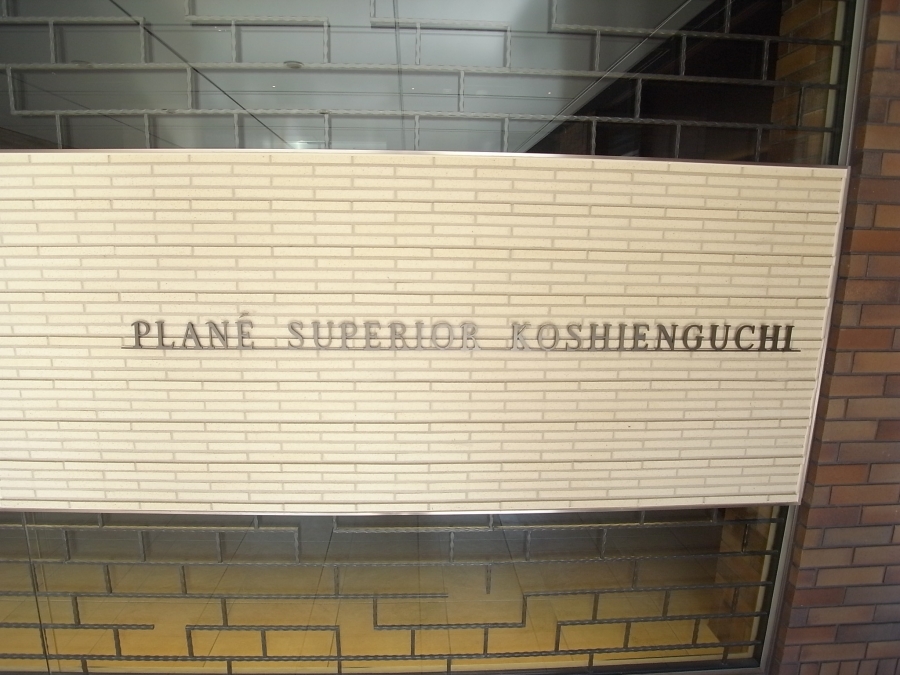 PLANÉ SUPERIOR KOSHIENGUCHI